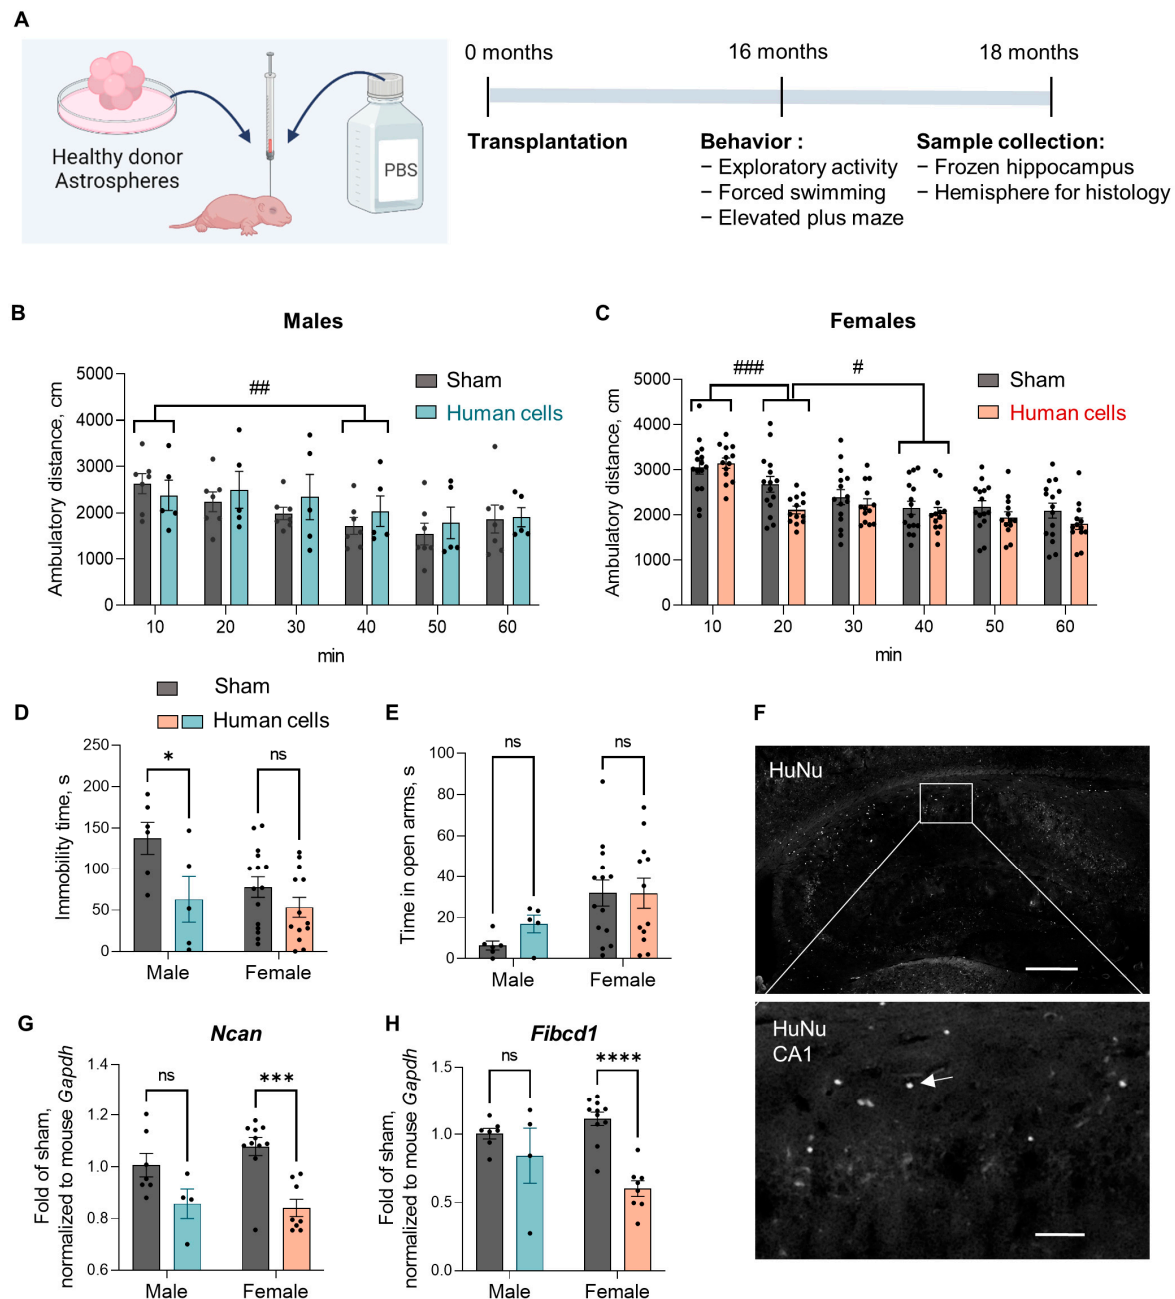 A
Healthy donor
Astrospheres
PBS
0 months
16 months
18 months
Transplantation
Behavior :
− Exploratory activity
− Forced swimming
− Elevated plus maze
Sample collection:
− Frozen hippocampus
− Hemisphere for histology
B
Males
Ambulatory distance, cm
5000
4000
3000
2000
1000
0
##
Sham
Human cells
10 20 30 40 50 60
min
C
Females
Ambulatory distance, cm
5000
4000
3000
2000
1000
0
###
#
Sham
Human cells
10 20 30 40 50 60
min
Sham
Human cells
D
Immobility time, s
250
200
150
100
50
0
*
ns
Male Female
E
Time in open arms, s
100
80
60
40
20
0
ns
ns
Male Female
F
HuNu
HuNu
CA1
G
Ncan
Fold of sham,
normalized to mouse Gapdh
1.4
1.2
1.0
0.8
0.6
ns
***
Male Female
H
Fibcd1
Fold of sham,
normalized to mouse Gapdh
1.5
1.0
0.5
0.0
ns
****
Male Female